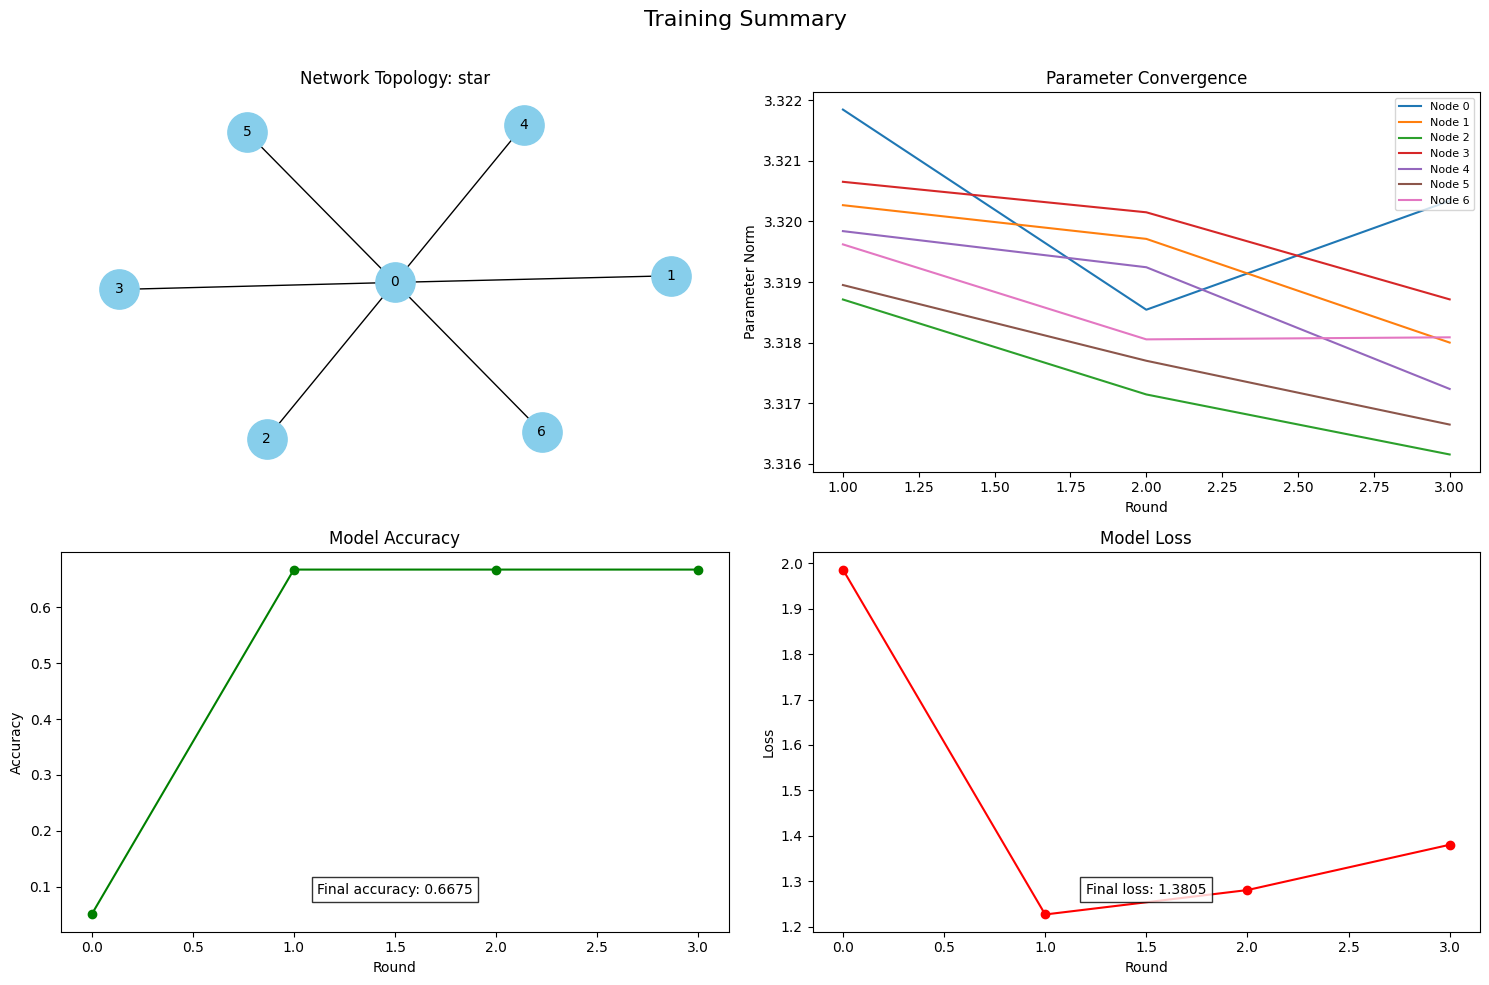 Training Summary
Network Topology: star
5
4
3
0
1
2
6
Parameter Convergence
3.322
3.321
3.320
3.319
3.318
3.317
3.316
Parameter Norm
Node 0
Node 1
Node 2
Node 3
Node 4
Node 5
Node 6
1.00 1.25 1.50 1.75 2.00 2.25 2.50 2.75 3.00
Round
Model Accuracy
0.6
0.5
0.4
0.3
0.2
0.1
Accuracy
Final accuracy: 0.6675
0.0 0.5 1.0 1.5 2.0 2.5 3.0
Round
Model Loss
2.0
1.9
1.8
1.7
1.6
1.5
1.4
1.3
1.2
Loss
Final loss: 1.3805
0.0 0.5 1.0 1.5 2.0 2.5 3.0
Round